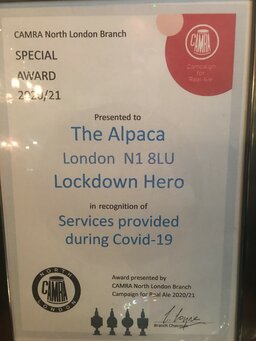 CAMRA North London Branch
SPECIAL
AWARD
2020/21
CAMRA
Campaign
for
Real Ale
Presented to
The Alpaca
London N1 8LU
Lockdown Hero
in recognition of
Services provided
during Covid-19
NORTH
CAMRA
LONDON
Award presented by
CAMRA North London Branch
Campaign for Real Ale 2020/21
Branch Chairman